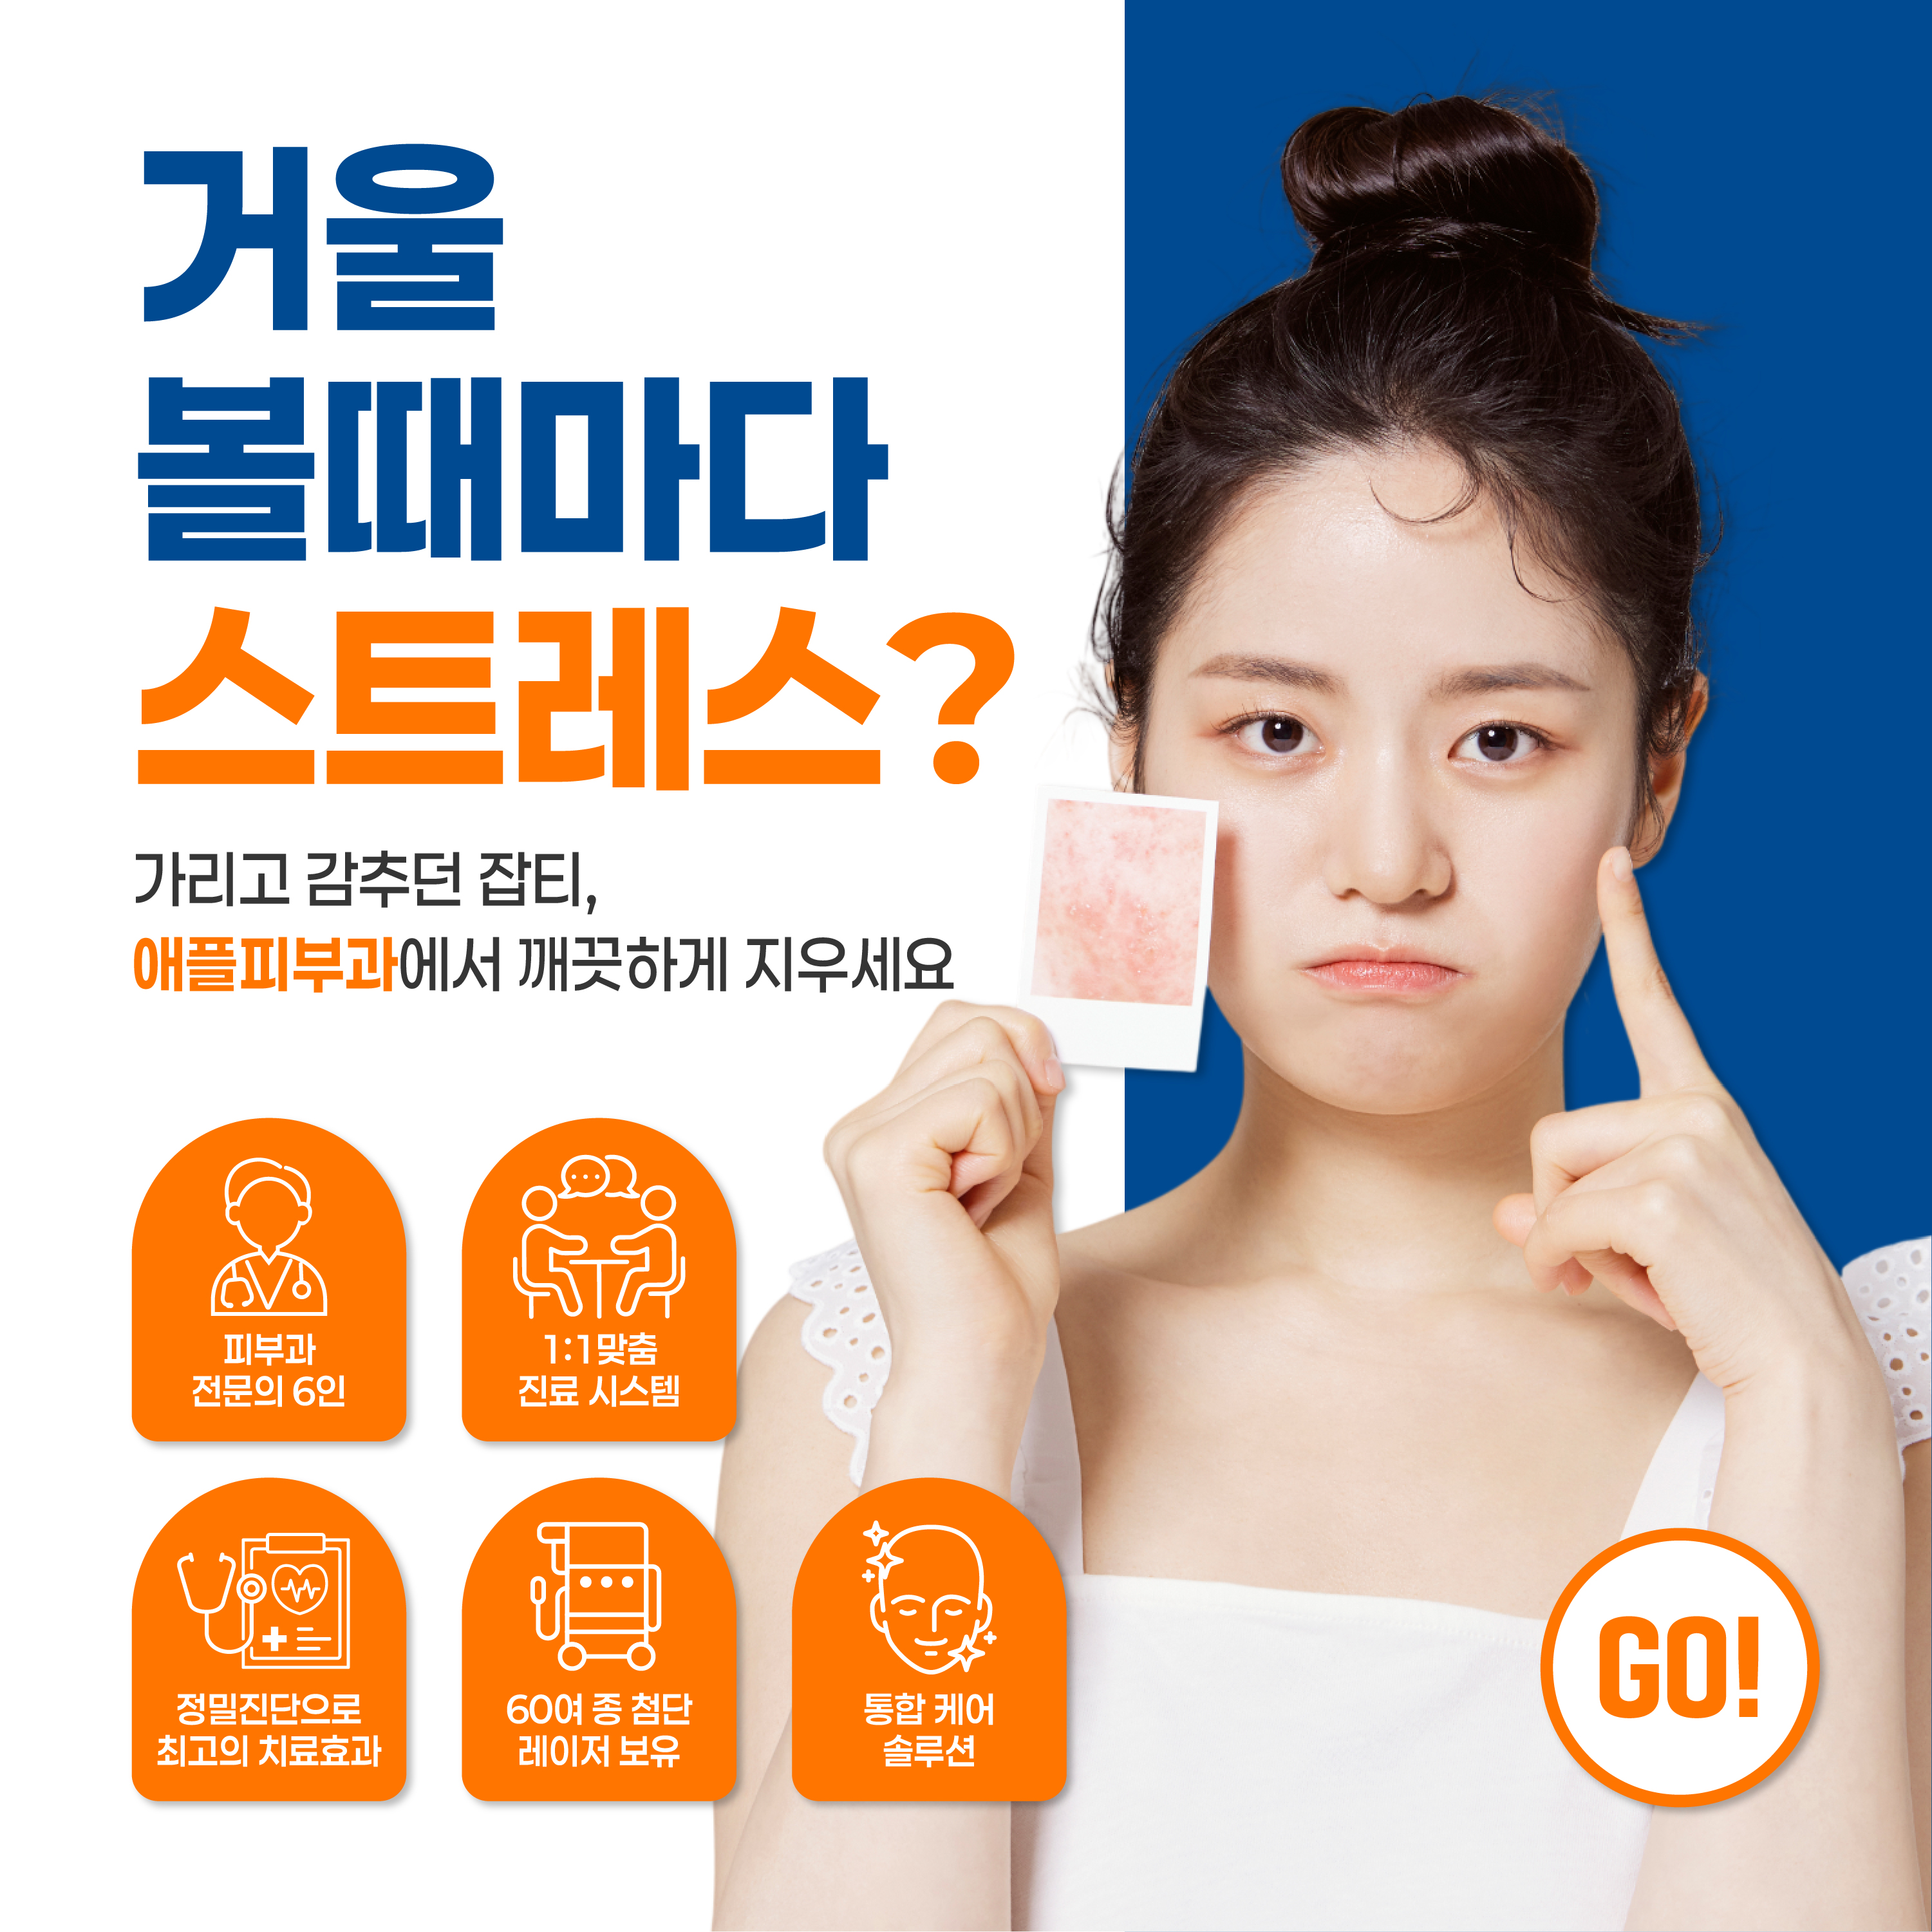 거울
볼때마다
스트레스?
가리고 감추던 잡티,
애플피부과에서 깨끗하게 지우세요
피부과
전문의 6인
1:1 맞춤
진료 시스템
정밀진단으로
최고의 치료효과
60여 종 첨단
레이저 보유
통합 케어
솔루션
GO!